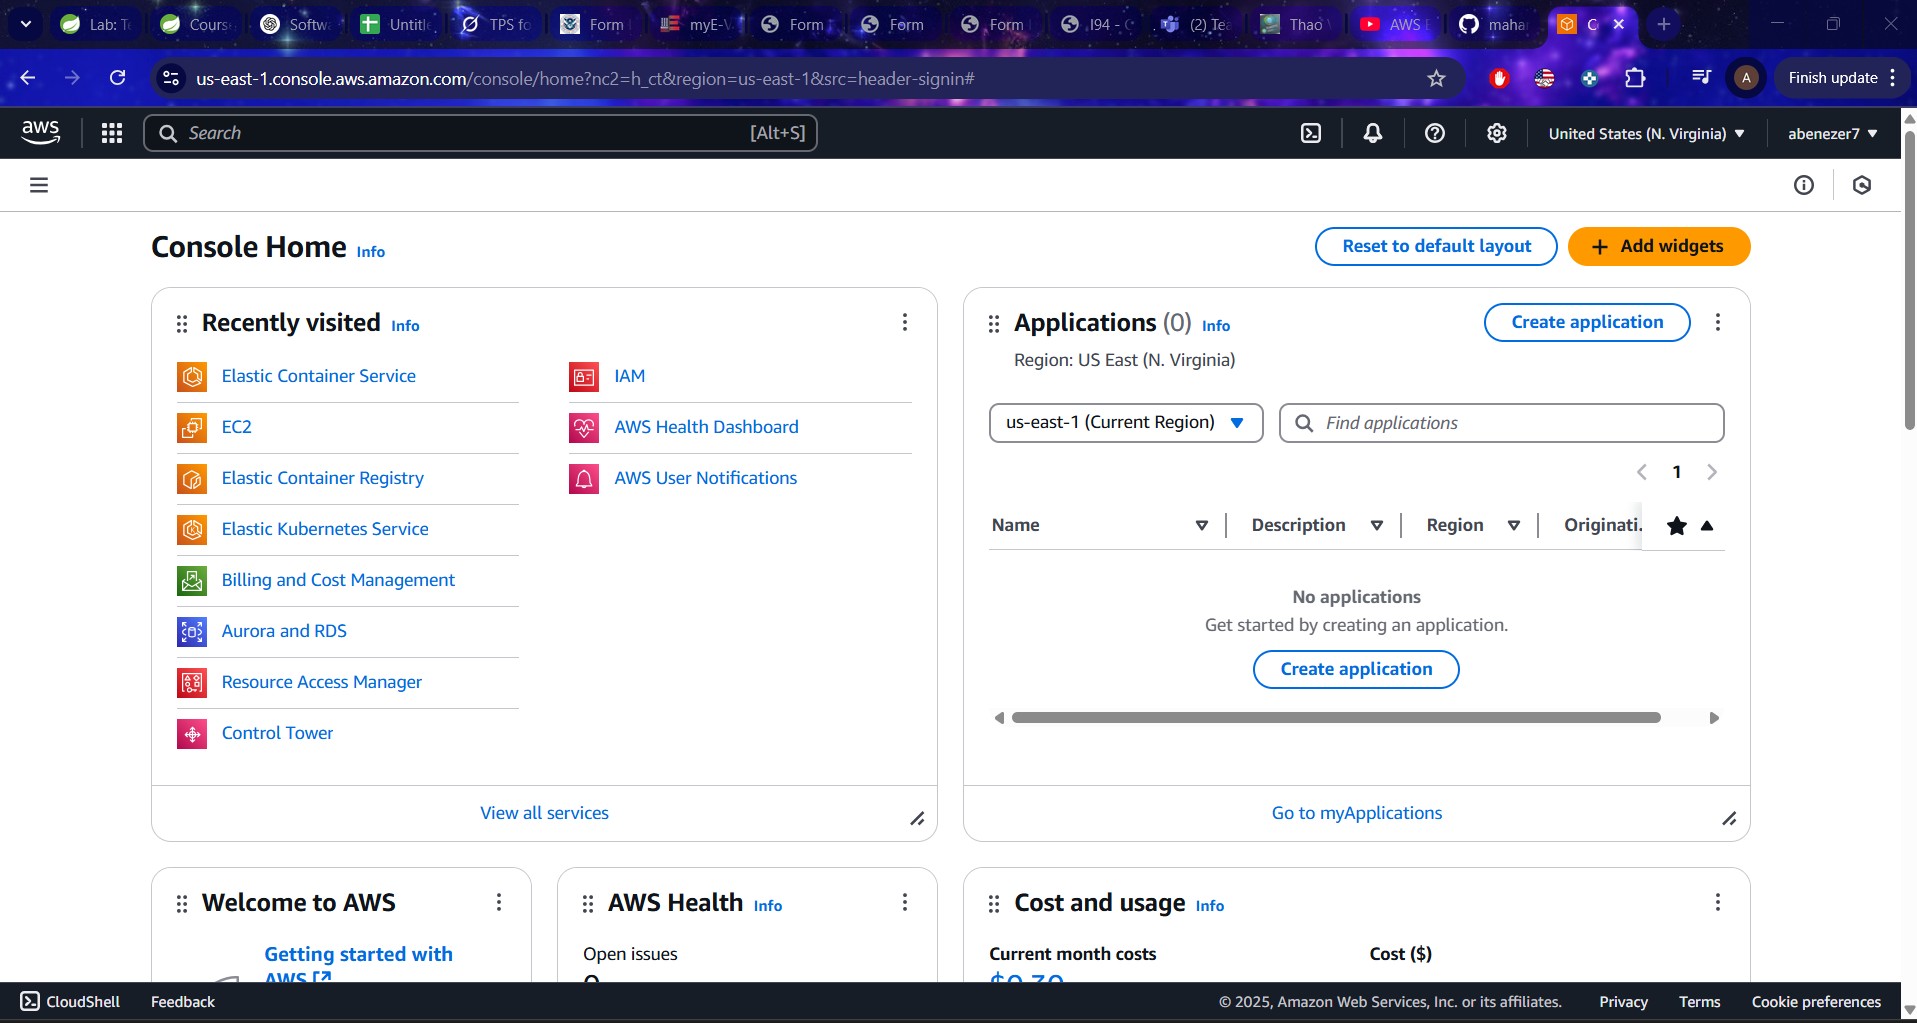 Lab: Te
Cours
Softw
Untitle
TPS fo
Form
myE-V
Form
Form
Form
I94 - C
(2) Tea
Thao
AWS E
maha
C
us-east-1.console.aws.amazon.com/console/home?nc2=h_ct&region=us-east-1&src=header-signin#
A
Finish update
aws
Search
[Alt+S]
United States (N. Virginia)
abenezer7
Console Home Info
Reset to default layout
Add widgets
Recently visited Info
Elastic Container Service
EC2
Elastic Container Registry
Elastic Kubernetes Service
Billing and Cost Management
Aurora and RDS
Resource Access Manager
Control Tower
IAM
AWS Health Dashboard
AWS User Notifications
View all services
Applications (0) Info
Create application
Region: US East (N. Virginia)
us-east-1 (Current Region)
Find applications
1
Name
Description
Region
Originati.
No applications
Get started by creating an application.
Create application
Go to myApplications
Welcome to AWS
Getting started with
AWS
AWS Health Info
Open issues
0
Cost and usage Info
Current month costs
$0.30
Cost ($)
CloudShell
Feedback
© 2025, Amazon Web Services, Inc. or its affiliates.
Privacy
Terms
Cookie preferences